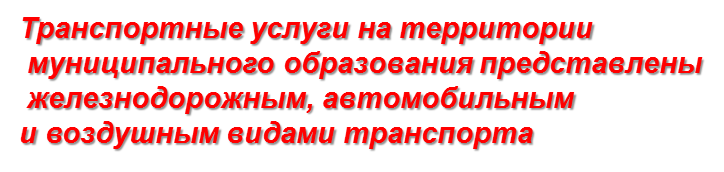 Транспортные услуги на территории
муниципального образования представлены
железнодорожным, автомобильным
и воздушным видами транспорта